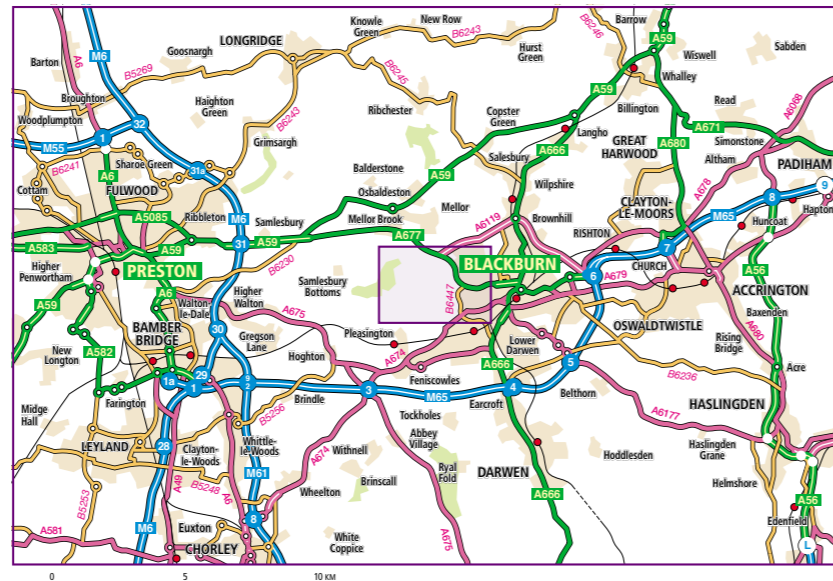 Barton
A6
M6
Goosnargh
LONGRIDGE
Knowle
Green
New Row
B6243
Hurst
Green
B6246
Barrow
A59
Wiswell
Sabden
Whalley
B5269
Broughton
Woodplumpton
32
1
Haighton
Green
B6243
B6245
Ribchester
Copster
Green
A59
Billington
Read
A6068
M55
B6241
Sharoe Green
Grimsargh
31a
Langho
GREAT
HARWOOD
A671
Simonstone
A680
Altham
PADIHAM
A6
FULWOOD
Cottam
Balderstone
Salesbury
A666
A59
Osbaldeston
Wilpshire
CLAYTON-
LE-MOORS
A678
8
9
Hapton
A5085
Ribbleton
M6
Samlesbury
Mellor Brook
Mellor
A6119
Brownhill
M65
Huncoat
A583
A59
31
A59
A677
RISHTON
7
Higher
Penwortham
PRESTON
B6230
Samlesbury
Bottoms
BLACKBURN
6
A679
CHURCH
A56
ACCRINGTON
A59
A6
Walton-
le-Dale
Higher
Walton
A675
B6447
OSWALDTWISTLE
Baxenden
BAMBER
BRIDGE
30
Gregson
Lane
Pleasington
Lower
Darwen
Rising
Bridge
A680
New
Longton
A582
Hoghton
A674
Feniscowles
A666
5
B6236
Acre
1a
29
1
9
2
3
M65
4
Belthorn
Farington
Brindle
Earcroft
HASLINGDEN
Midge
Hall
B5256
Tockholes
A6177
LEYLAND
28
Clayton-
le-Woods
Whittle-
le-Woods
A674
Withnell
Abbey
Village
Hoddlesden
Haslingden
Grane
M61
Ryal
Fold
DARWEN
B5253
A49
B5248
A6
Wheelton
Brinscall
Helmshore
A666
A56
M6
8
Edenfield
A581
Euxton
White
Coppice
A675
CHORLEY
L
0
5
10 KM